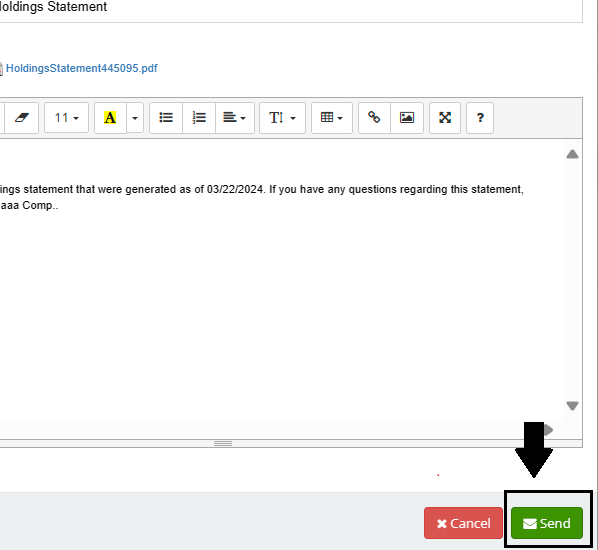 oldings Statement
HoldingsStatement445095.pdf
11 A T ?
ings statement that were generated as of 03/22/2024. If you have any questions regarding this statement,
aaa Comp..
Cancel Send